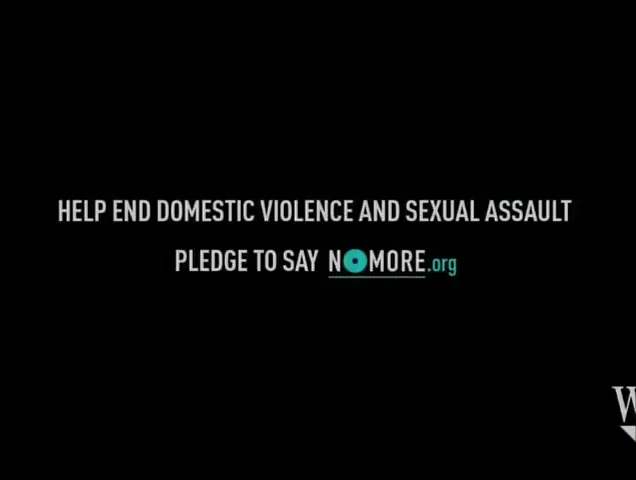 HELP END DOMESTIC VIOLENCE AND SEXUAL ASSAULT
PLEDGE TO SAY NOMORE.org
W